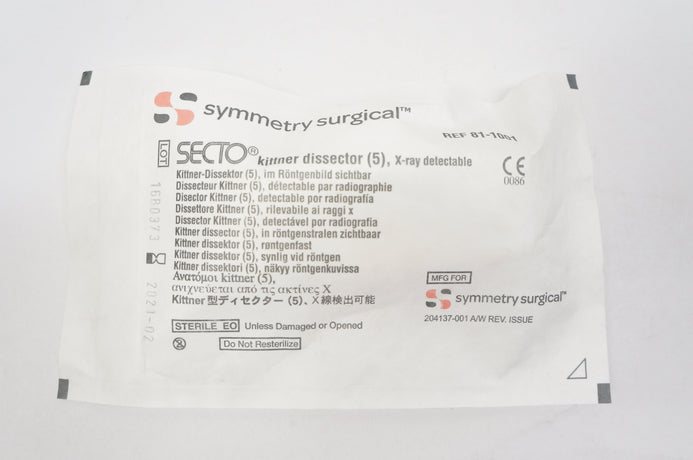 symmetry surgical™
REF 81-1061
LOT
1680373
2021-02
SECTO® kittner dissector (5), X-ray detectable
CE
0086
Kittner-Dissektor (5), im Röntgenbild sichtbar
Dissecteur Kittner (5), détectable par radiographie
Disector Kittner (5), detectable por radiografía
Dissettore Kittner (5), rilevabile ai raggi x
Dissector Kittner (5), detectável por radiografia
Kittner dissector (5), in röntgenstralen zichtbaar
Kittner dissektor (5), røntgenfast
Kittner dissektor (5), synlig vid röntgen
Kittner dissektori (5), näkyy röntgenkuvissa
Ανατόμοι kittner (5),
ανιχνεύεται από τις ακτίνες X
Kittner 型ディセクター (5)、X線検出可能
MFG FOR
symmetry surgical™
204137-001 A/W REV. ISSUE
STERILE EO Unless Damaged or Opened
2
Do Not Resterilize